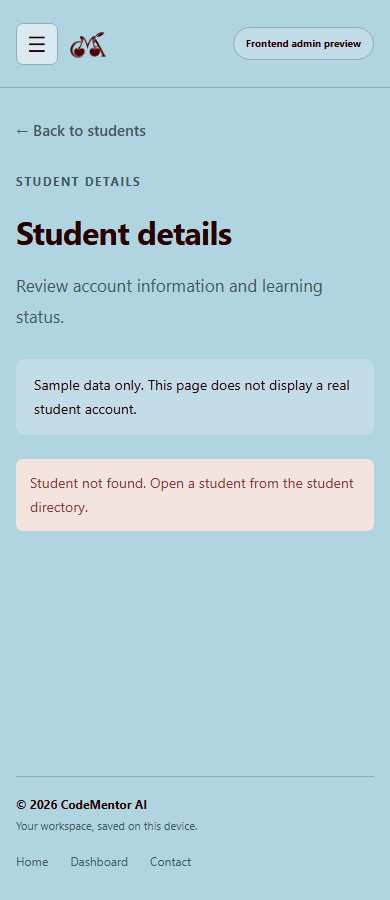 Frontend admin preview
← Back to students
STUDENT DETAILS
Student details
Review account information and learning
status.
Sample data only. This page does not display a real
student account.
Student not found. Open a student from the student
directory.
© 2026 CodeMentor AI
Your workspace, saved on this device.
Home Dashboard Contact